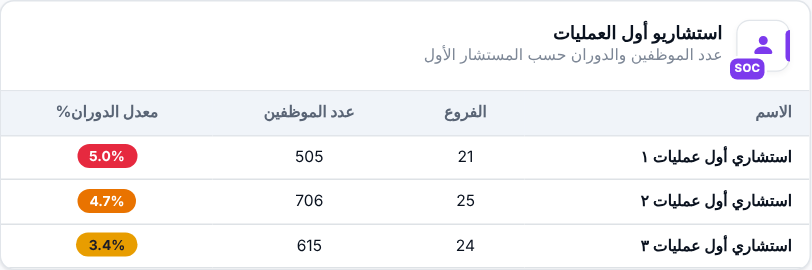 استشاريو أول العمليات
عدد الموظفين والدوران حسب المستشار الأول
SOC
الاسم الفروع عدد الموظفين معدل الدوران%
استشاري أول عمليات ١ 21 505 5.0%
استشاري أول عمليات ٢ 25 706 4.7%
استشاري أول عمليات ٣ 24 615 3.4%